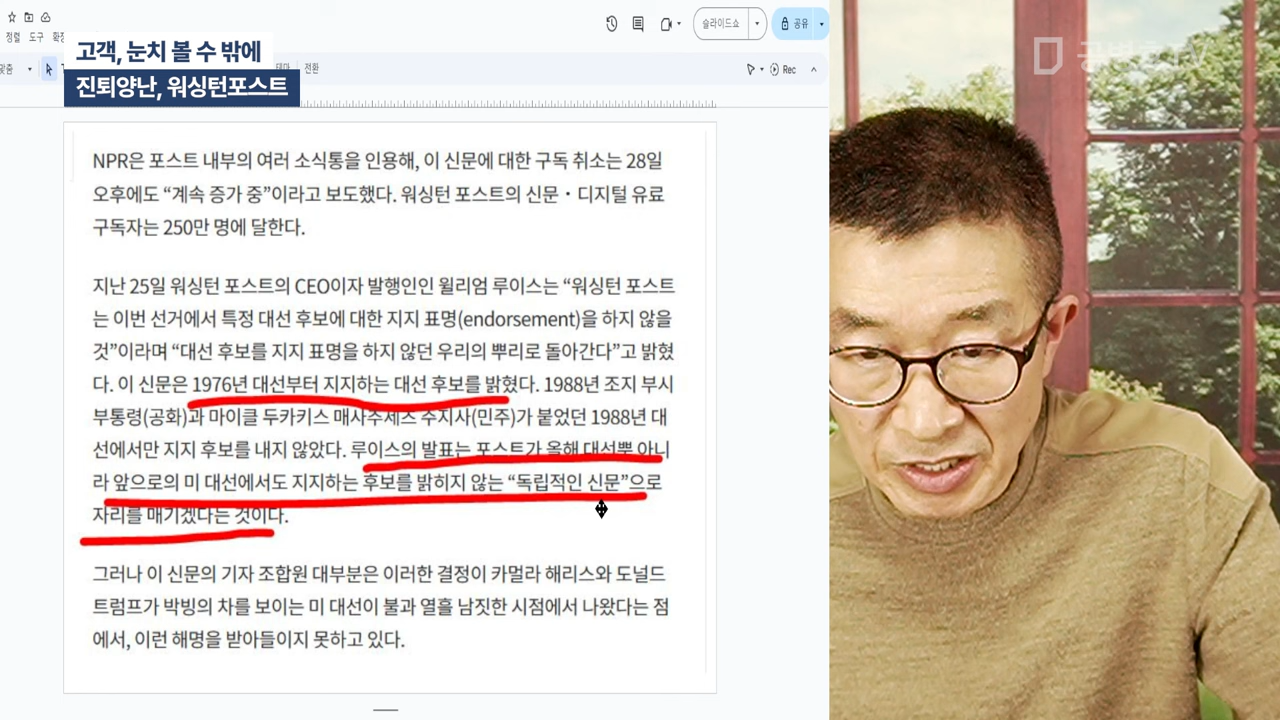 정렬 도구
슬라이드쇼
공유
고객, 눈치 볼 수 밖에
진퇴양난, 워싱턴포스트
전환
Rec
NPR은 포스트 내부의 여러 소식통을 인용해, 이 신문에 대한 구독 취소는 28일
오후에도 “계속 증가 중”이라고 보도했다. 워싱턴 포스트의 신문・디지털 유료
구독자는 250만 명에 달한다.
지난 25일 워싱턴 포스트의 CEO이자 발행인인 윌리엄 루이스는 “워싱턴 포스트
는 이번 선거에서 특정 대선 후보에 대한 지지 표명(endorsement)을 하지 않을
것”이라며 “대선 후보를 지지 표명을 하지 않던 우리의 뿌리로 돌아간다”고 밝혔
다. 이 신문은 1976년 대선부터 지지하는 대선 후보를 밝혔다. 1988년 조지 부시
부통령(공화)과 마이클 두카키스 매사추세츠 주지사(민주)가 붙었던 1988년 대
선에서만 지지 후보를 내지 않았다. 루이스의 발표는 포스트가 올해 대선뿐 아니
라 앞으로의 미 대선에서도 지지하는 후보를 밝히지 않는 “독립적인 신문”으로
자리를 매기겠다는 것이다.
그러나 이 신문의 기자 조합원 대부분은 이러한 결정이 카멀라 해리스와 도널드
트럼프가 박빙의 차를 보이는 미 대선이 불과 열흘 남짓한 시점에서 나왔다는 점
에서, 이런 해명을 받아들이지 못하고 있다.